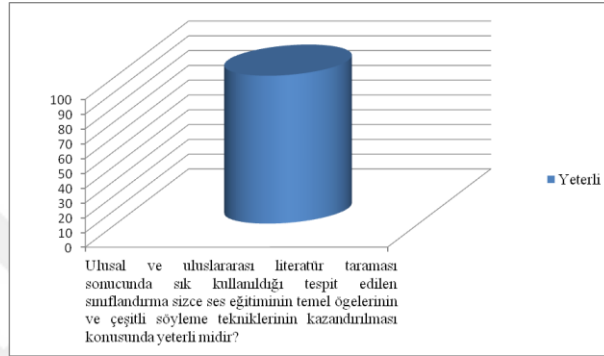 100
90
80
70
60
50
40
30
20
10
0
Yeterli
Ulusal ve uluslararası literatür taraması
sonucunda sık kullanıldığı tespit edilen
sınıflandırma sizce ses eğitiminin temel ögelerinin
ve çeşitli söyleme tekniklerinin kazandırılması
konusunda yeterli midir?